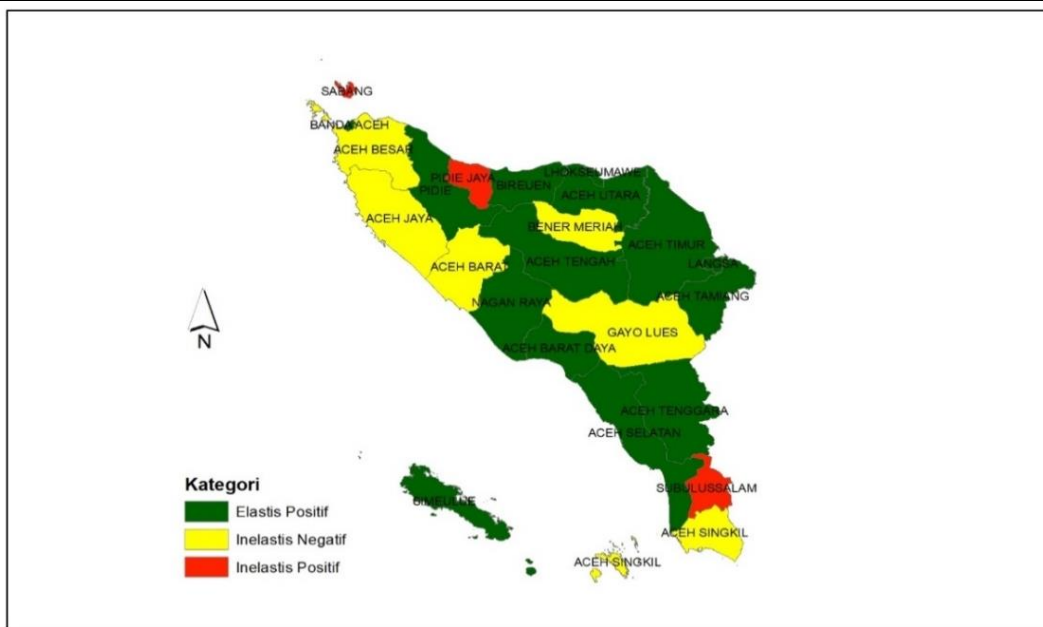 SABANG
BANDA ACEH
ACEH BESAR
PIDIE JAYA
PIDIE
BIREUEN
LHOKSEUMAWE
ACEH UTARA
ACEH JAYA
BENER MERIAH
ACEH TIMUR
ACEH BARAT
ACEH TENGAH
LANGSA
NAGAN RAYA
ACEH TAMIANG
GAYO LUES
N
ACEH BARAT DAYA
ACEH TENGGARA
ACEH SELATAN
SUBULUSSALAM
SIMEULUE
ACEH SINGKIL
ACEH SINGKIL
Kategori
Elastis Positif
Inelastis Negatif
Inelastis Positif